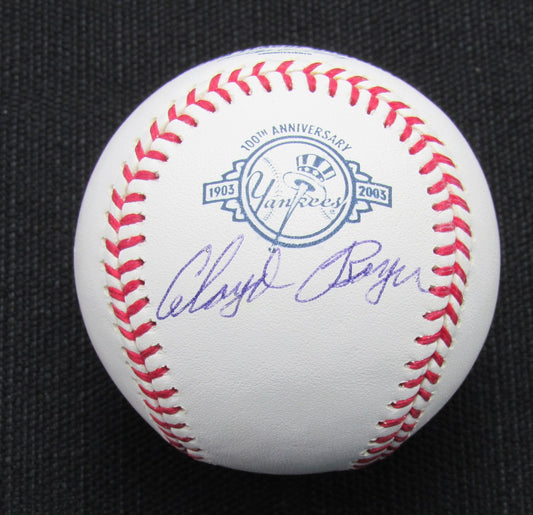 100TH ANNIVERSARY
1903 Yankees 2003
Cloyd Boyer